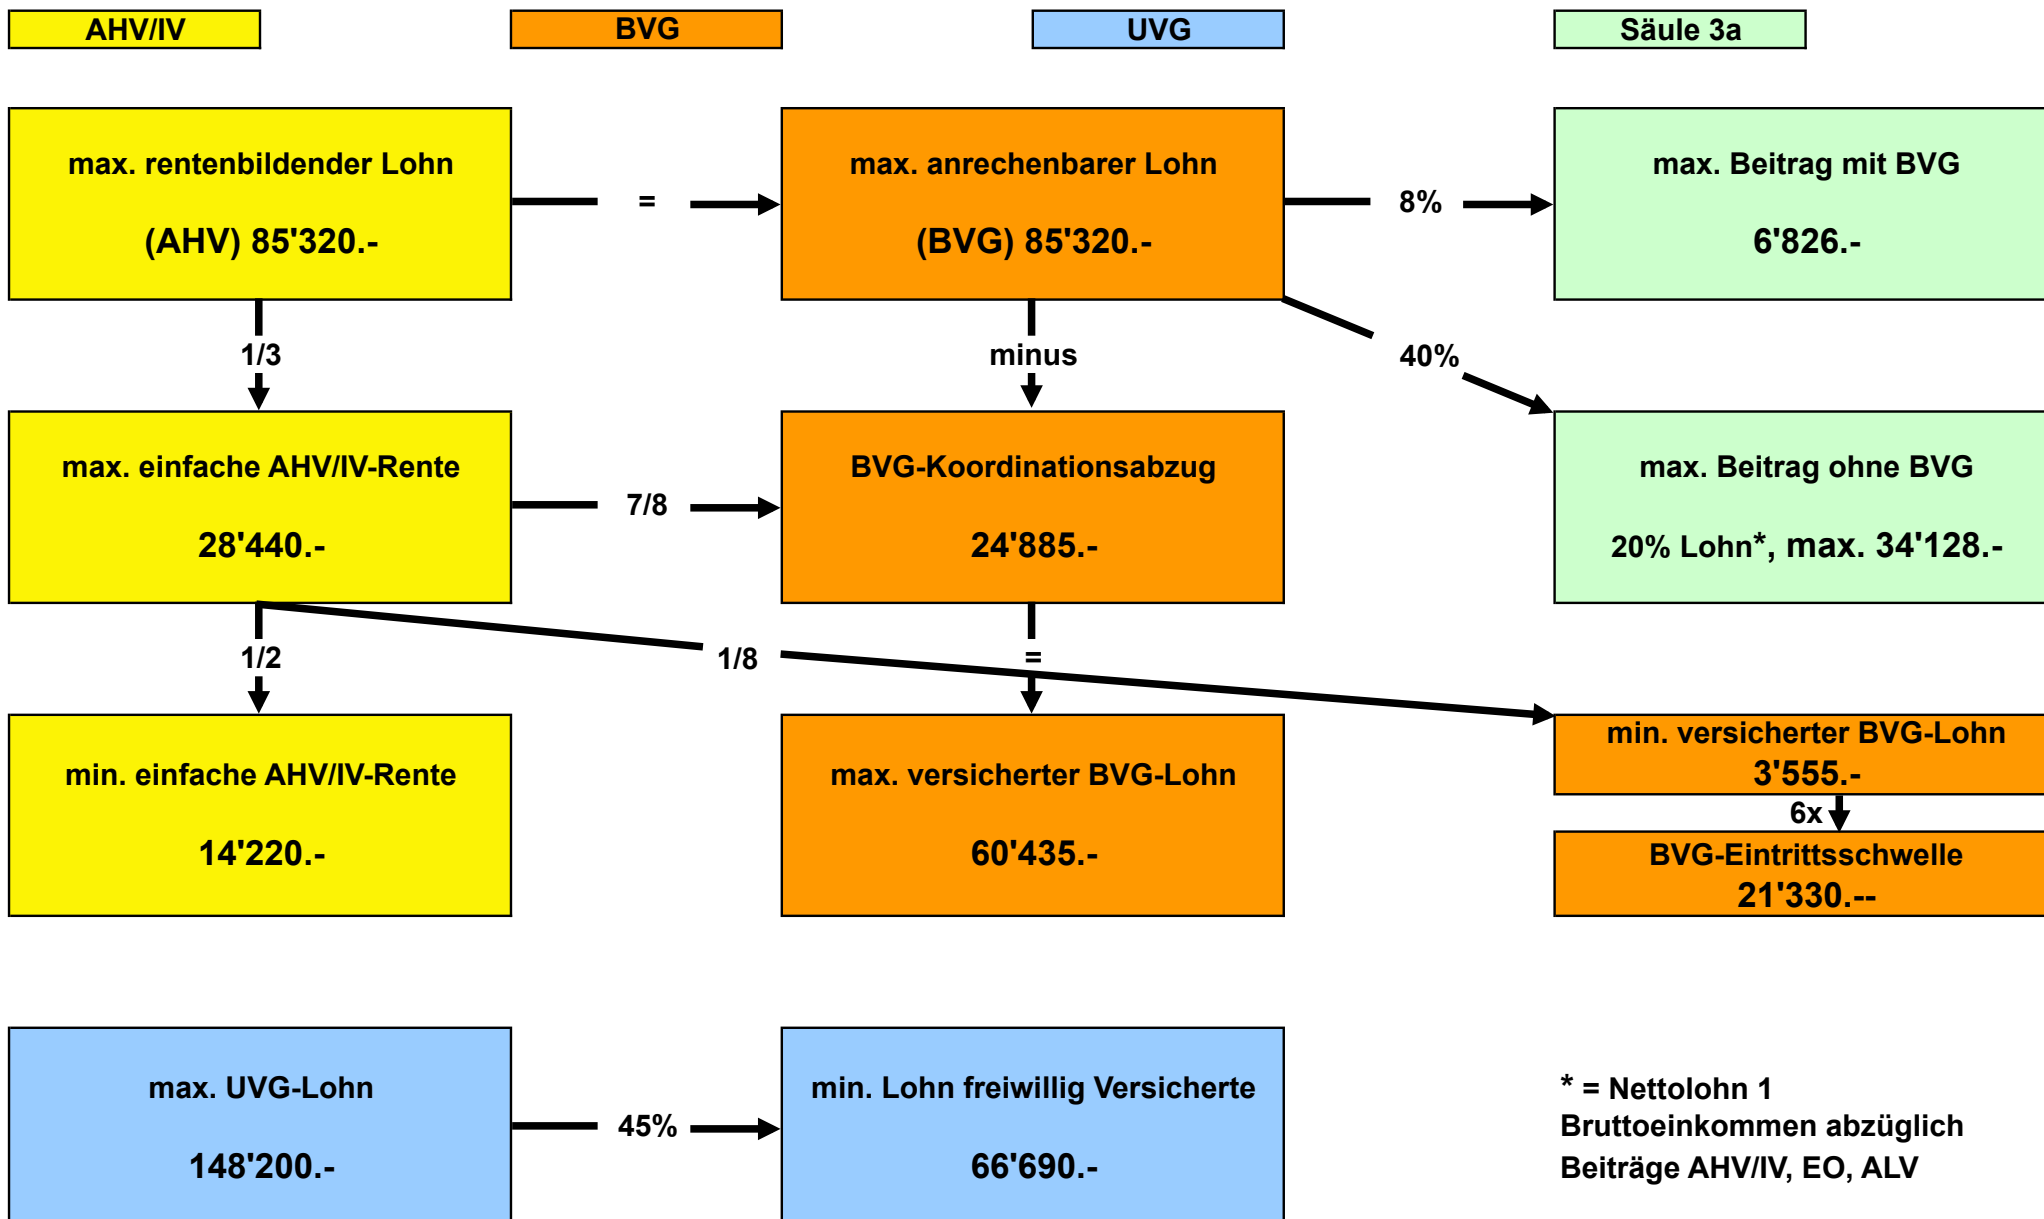 AHV/IV
BVG
UVG
Säule 3a
max. rentenbildender Lohn
(AHV) 85'320.-
=
max. anrechenbarer Lohn
(BVG) 85'320.-
8%
max. Beitrag mit BVG
6'826.-
1/3
minus
40%
max. einfache AHV/IV-Rente
28'440.-
7/8
BVG-Koordinationsabzug
24'885.-
max. Beitrag ohne BVG
20% Lohn*, max. 34'128.-
1/2
1/8
=
min. einfache AHV/IV-Rente
14'220.-
max. versicherter BVG-Lohn
60'435.-
min. versicherter BVG-Lohn
3'555.-
6x
BVG-Eintrittsschwelle
21'330.--
max. UVG-Lohn
148'200.-
45%
min. Lohn freiwillig Versicherte
66'690.-
* = Nettolohn 1
Bruttoeinkommen abzüglich
Beiträge AHV/IV, EO, ALV